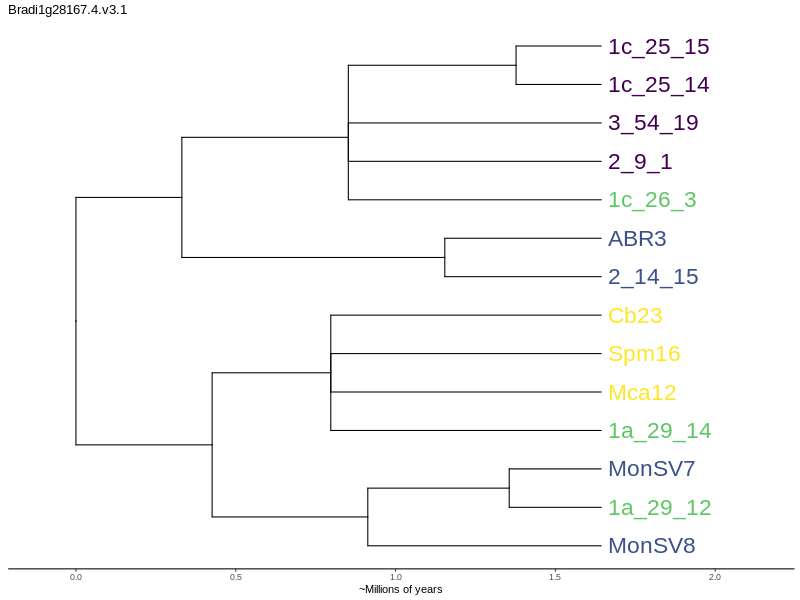 Bradi1g28167.4.v3.1
1c_25_15
1c_25_14
3_54_19
2_9_1
1c_26_3
ABR3
2_14_15
Cb23
Spm16
Mca12
1a_29_14
MonSV7
1a_29_12
MonSV8
0.0 0.5 1.0 1.5 2.0
~Millions of years